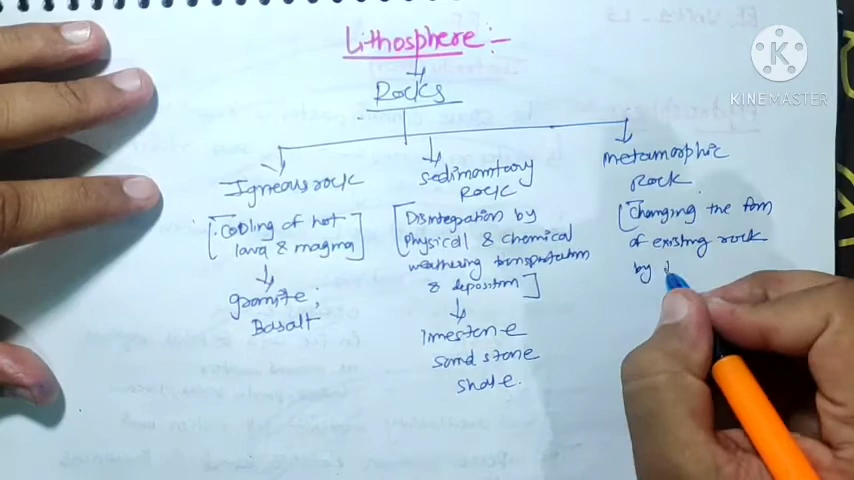 Lithosphere :-
Rocks
Igneous rock
[Cooling of hot
lava & magma]
granite;
Basalt
Sedimentary
Rock
[Disintegration by
physical & chemical
weathering transportation
& deposition]
limestone
sand stone
shale.
metamorphic
Rock
[Changing the form
of existing rock
by
KINEMASTER